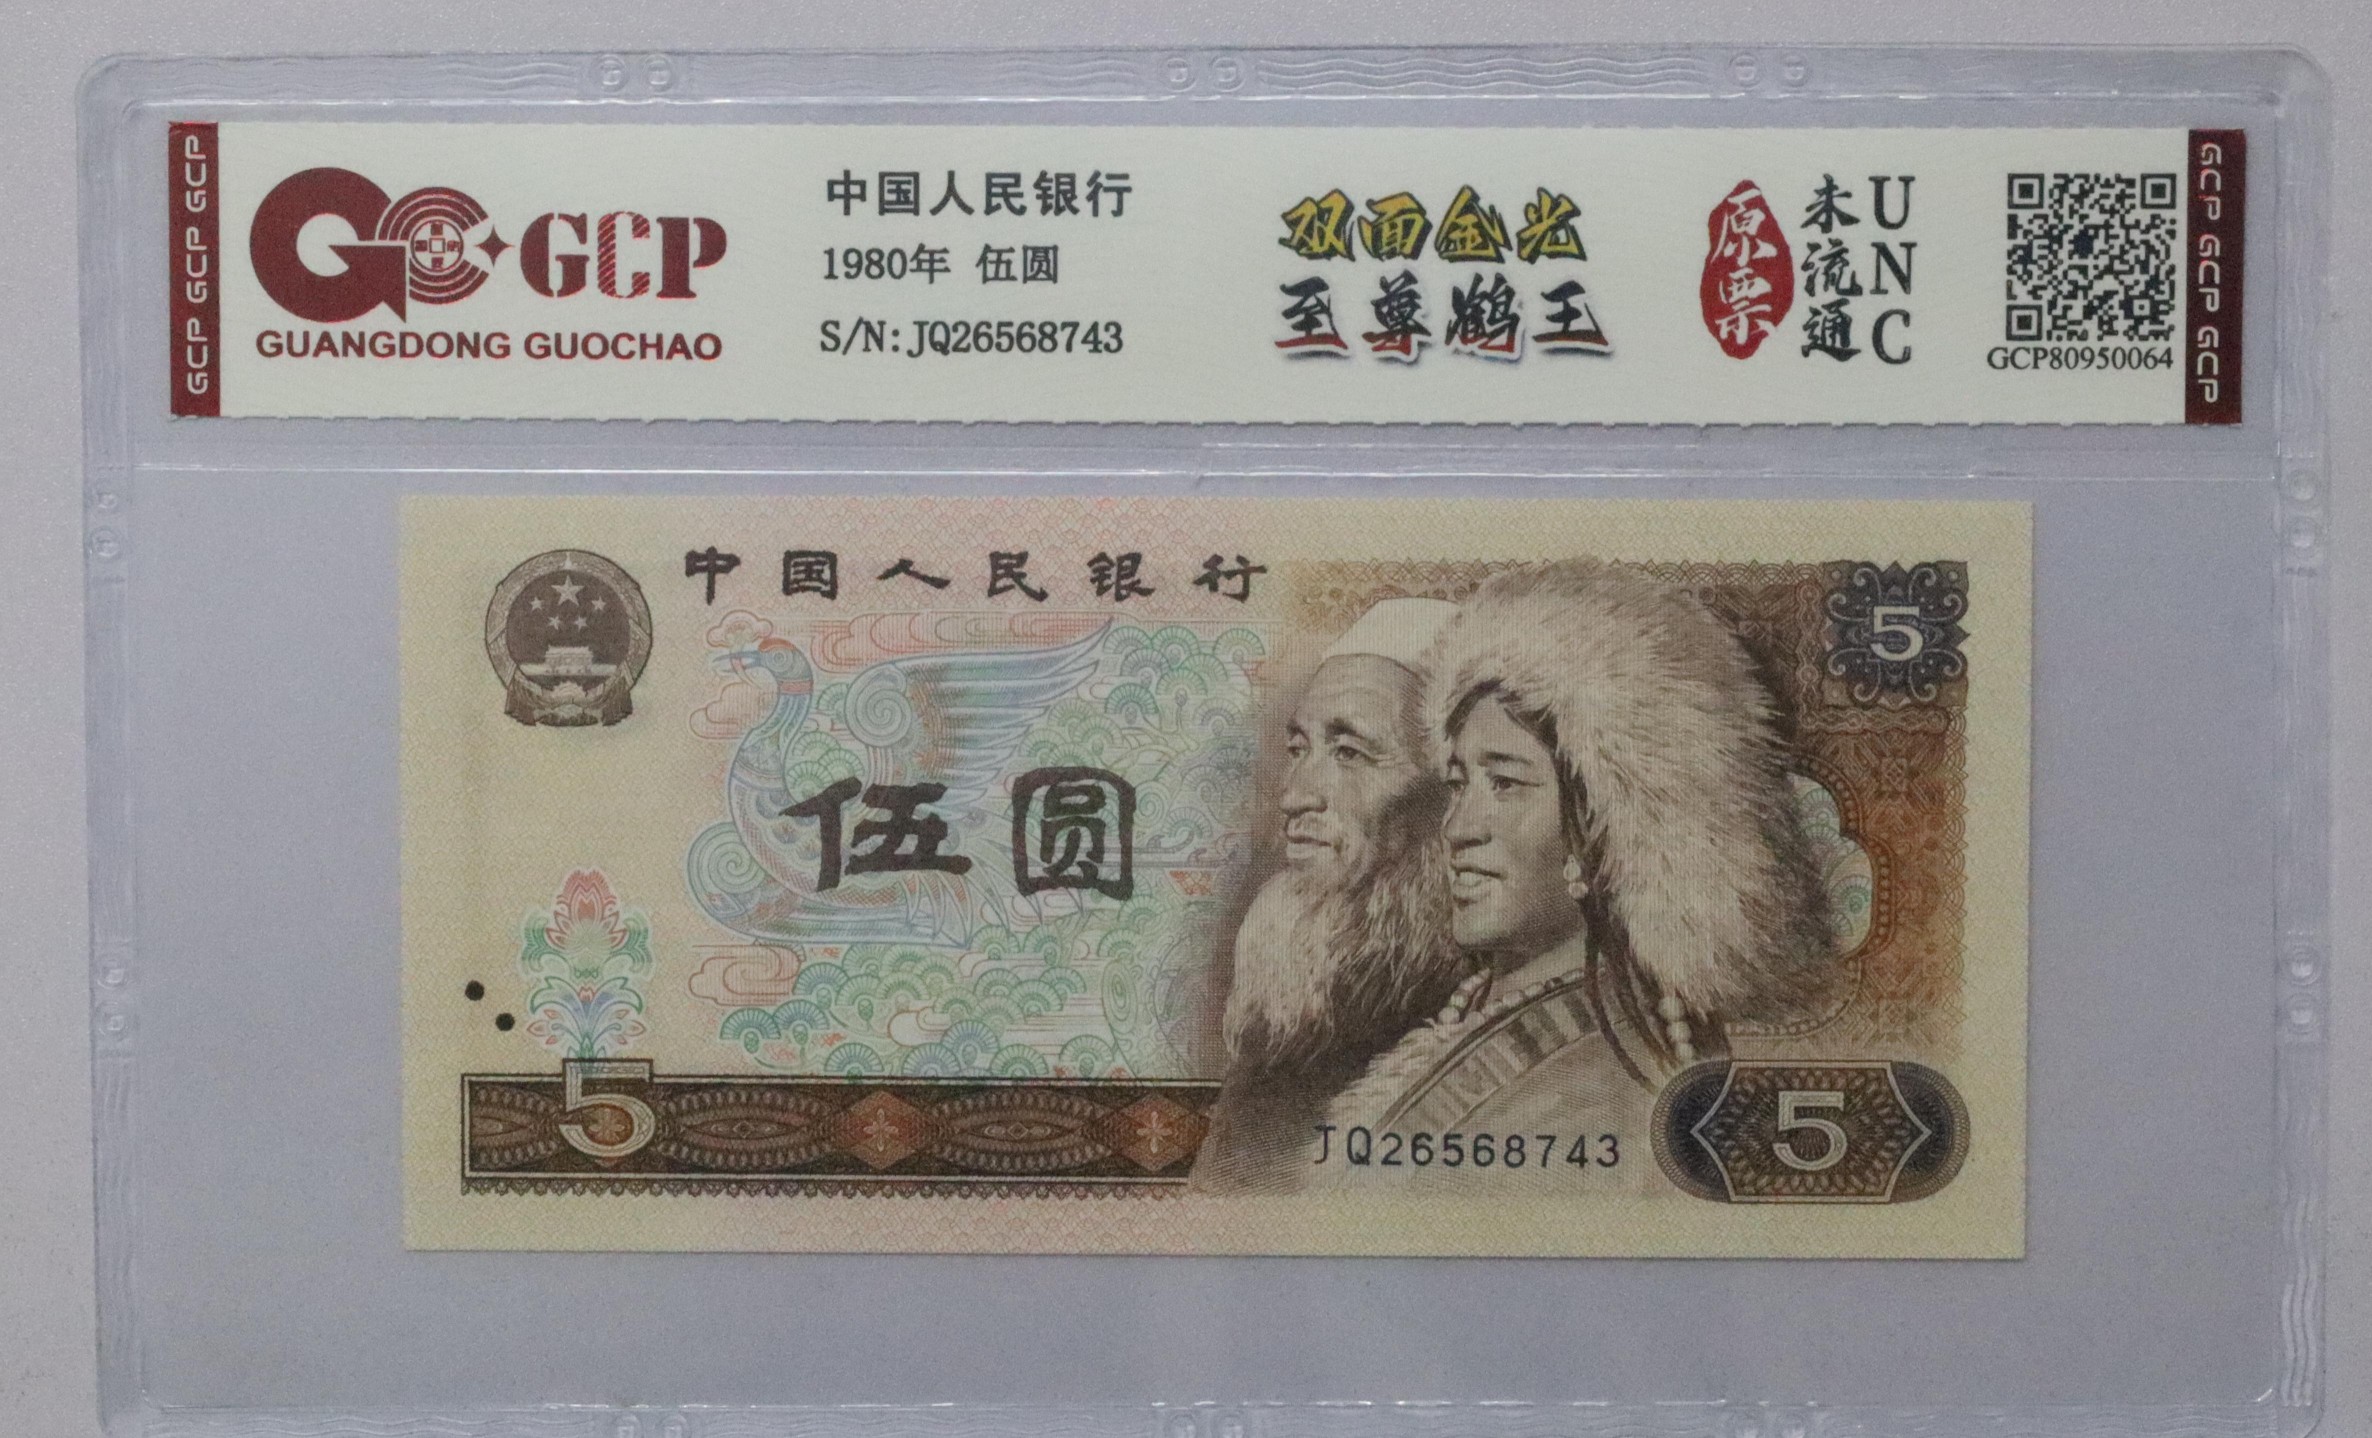 GCP GCP GCP
GCP
GUANGDONG GUOCHAO
中国人民银行
1980年 伍圆
S/N:JQ26568743
双面金光
至尊鹤王
原票
未流通
UNC
GCP80950064
GCP GCP GCP
中国人民银行
5
伍圆
5
JQ26568743
5